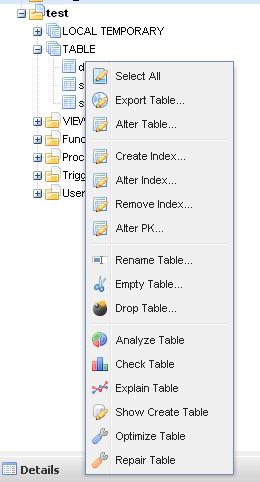 test
LOCAL TEMPORARY
TABLE
d
s
s
VIEW
Func
Proc
Trigg
User
Select All
Export Table...
Alter Table...
Create Index...
Alter Index...
Remove Index...
Alter PK...
Rename Table...
Empty Table...
Drop Table...
Analyze Table
Check Table
Explain Table
Show Create Table
Optimize Table
Repair Table
Details